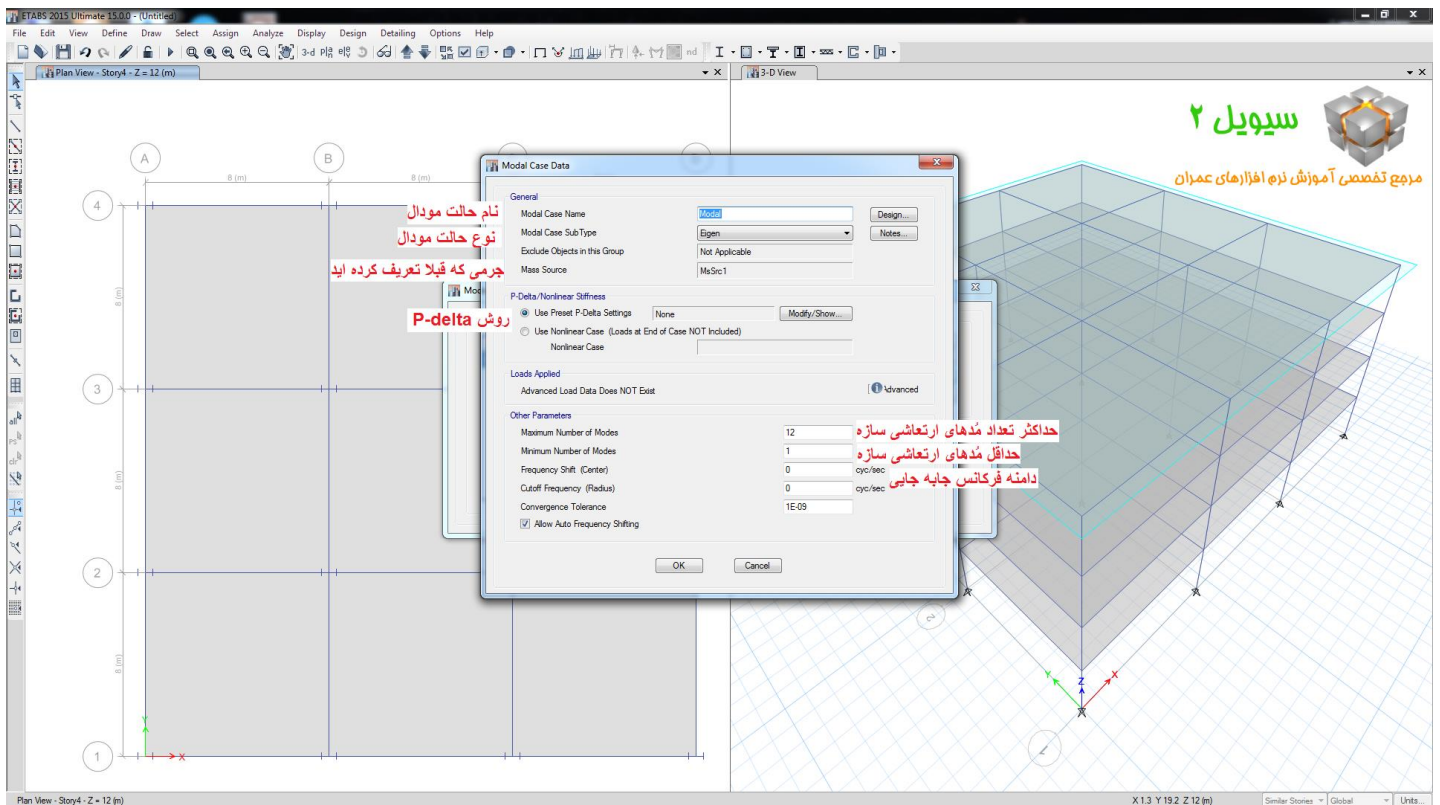 ETABS 2015 Ultimate 15.0.0 - (Untitled)
File Edit View Define Draw Select Assign Analyze Display Design Detailing Options Help
3-d
nd
Plan View - Story4 - Z = 12 (m)
3-D View
A
B
8 (m)
8 (m)
4
3
2
1
8 (m)
8 (m)
8 (m)
Y
X
سیویل ۲
مرجع تخصصی آموزش نرم افزارهای عمران
Modal Case Data
General
Modal Case Name
Modal
Design...
نام حالت مودال
Modal Case SubType
Eigen
Notes...
نوع حالت مودال
Exclude Objects in this Group
Not Applicable
Mass Source
MsSrc1
جرمی که قبلا تعریف کرده اید
P-Delta/Nonlinear Stiffness
Use Preset P-Delta Settings
None
Modify/Show...
روش P-delta
Use Nonlinear Case (Loads at End of Case NOT Included)
Nonlinear Case
Loads Applied
Advanced Load Data Does NOT Exist
Advanced
Other Parameters
Maximum Number of Modes
12
حداکثر تعداد مُدهای ارتعاشی سازه
Minimum Number of Modes
1
حداقل مُدهای ارتعاشی سازه
Frequency Shift (Center)
0
cyc/sec
دامنه فرکانس جابه جایی
Cutoff Frequency (Radius)
0
cyc/sec
Convergence Tolerance
1E-09
Allow Auto Frequency Shifting
OK
Cancel
Y
Z
X
2
1
Plan View - Story4 - Z = 12 (m)
X 1.3 Y 19.2 Z 12 (m)
Similar Stories
Global
Units...